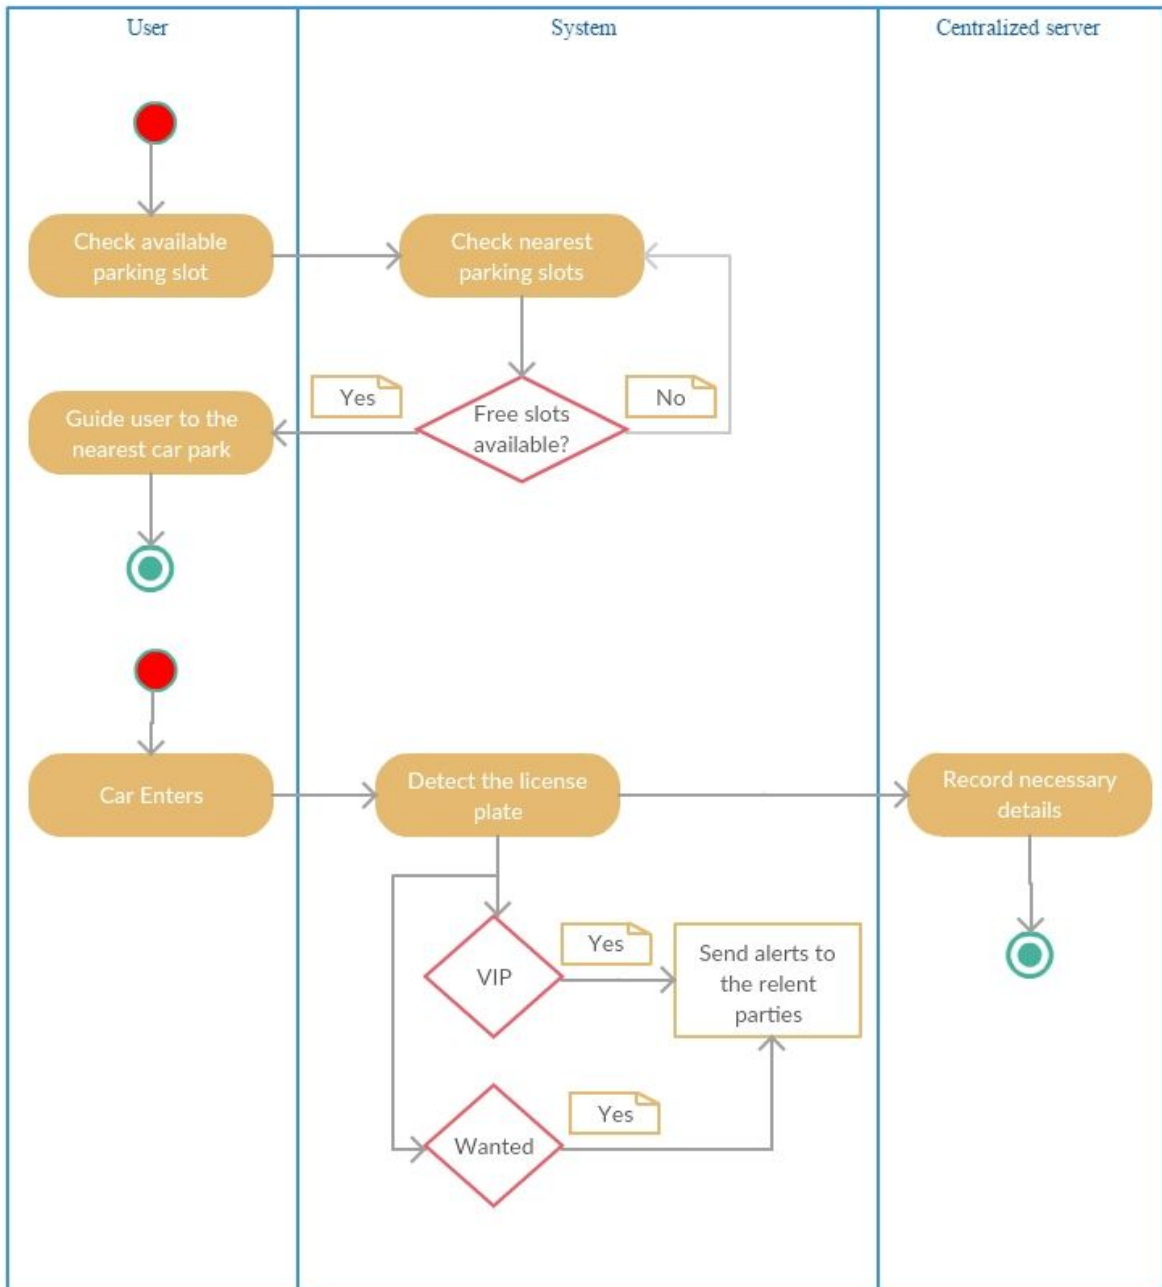 User
System
Centralized server
Check available
parking slot
Check nearest
parking slots
Yes
Free slots
available?
No
Guide user to the
nearest car park
Car Enters
Detect the license
plate
Record necessary
details
VIP
Yes
Send alerts to
the relent
parties
Wanted
Yes